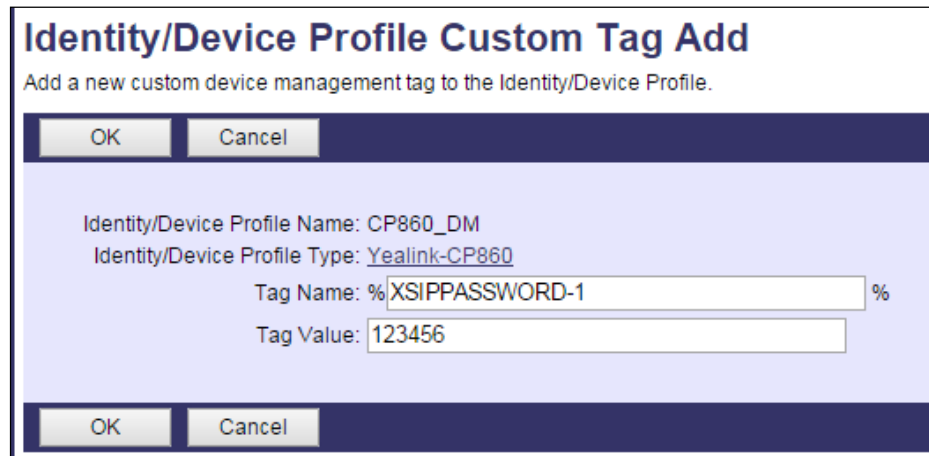 Identity/Device Profile Custom Tag Add
Add a new custom device management tag to the Identity/Device Profile.
OK Cancel
Identity/Device Profile Name: CP860_DM
Identity/Device Profile Type: Yealink-CP860
Tag Name: %XSIPPASSWORD-1 %
Tag Value: 123456
OK Cancel